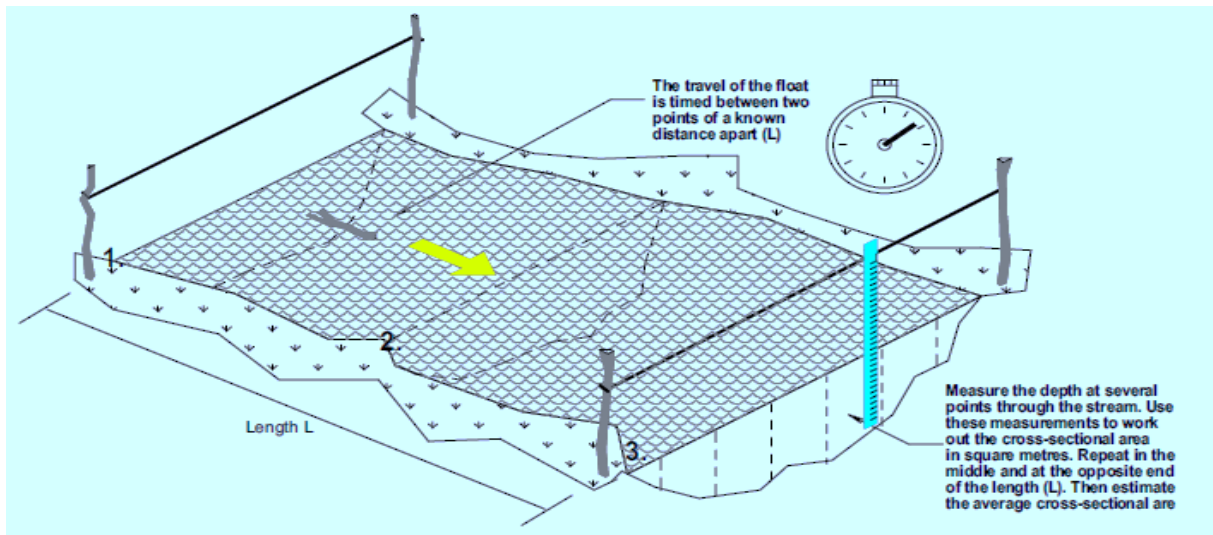 The travel of the float
is timed between two
points of a known
distance apart (L)
1.
2.
Length L
3.
Measure the depth at several
points through the stream. Use
these measurements to work
out the cross-sectional area
in square metres. Repeat in the
middle and at the opposite end
of the length (L). Then estimate
the average cross-sectional are